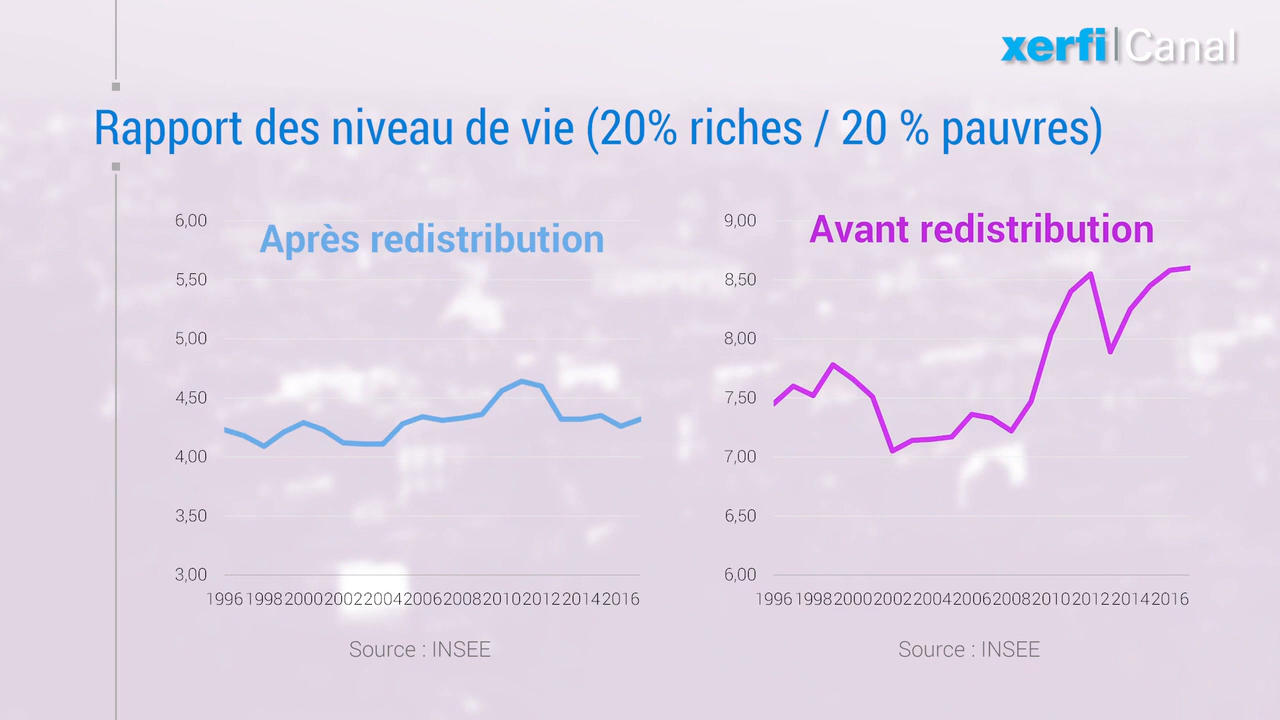 xerfi Canal
Rapport des niveau de vie (20% riches / 20 % pauvres)
Après redistribution
6,00
5,50
5,00
4,50
4,00
3,50
3,00
1996 1998 2000 2002 2004 2006 2008 2010 2012 2014 2016
Source : INSEE
Avant redistribution
9,00
8,50
8,00
7,50
7,00
6,50
6,00
1996 1998 2000 2002 2004 2006 2008 2010 2012 2014 2016
Source : INSEE